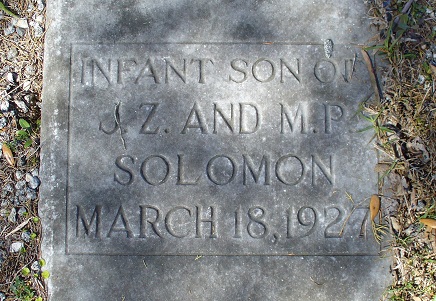 INFANT SON OF
J. Z. AND M. P.
SOLOMON
MARCH 18, 1927